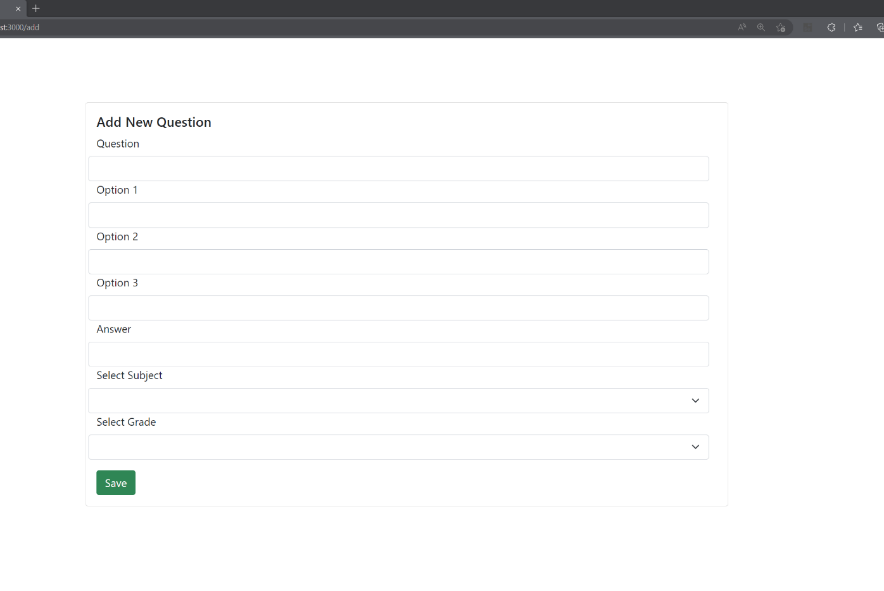 st:3000/add
Add New Question
Question
Option 1
Option 2
Option 3
Answer
Select Subject
Select Grade
Save